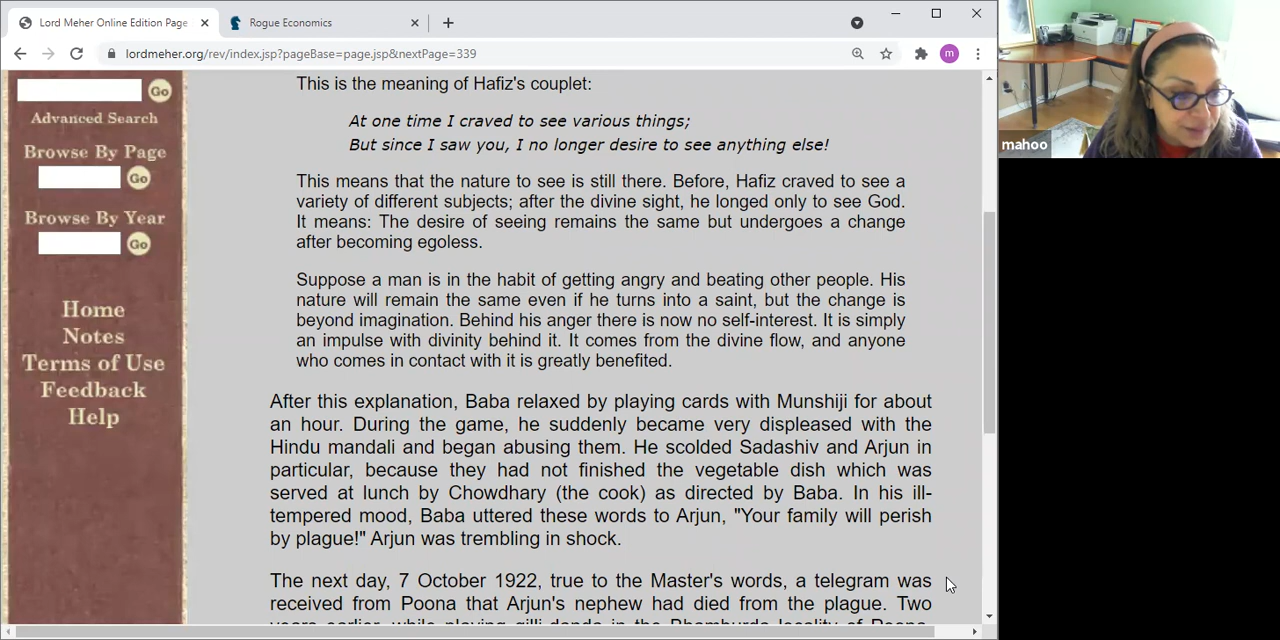 Lord Meher Online Edition Page
Rogue Economics
lordmeher.org/rev/index.jsp?pageBase=page.jsp&nextPage=339
m
Go
Advanced Search
Browse By Page
Go
Browse By Year
Go
Home
Notes
Terms of Use
Feedback
Help
This is the meaning of Hafiz's couplet:
At one time I craved to see various things;
But since I saw you, I no longer desire to see anything else!
This means that the nature to see is still there. Before, Hafiz craved to see a
variety of different subjects; after the divine sight, he longed only to see God.
It means: The desire of seeing remains the same but undergoes a change
after becoming egoless.
Suppose a man is in the habit of getting angry and beating other people. His
nature will remain the same even if he turns into a saint, but the change is
beyond imagination. Behind his anger there is now no self-interest. It is simply
an impulse with divinity behind it. It comes from the divine flow, and anyone
who comes in contact with it is greatly benefited.
After this explanation, Baba relaxed by playing cards with Munshiji for about
an hour. During the game, he suddenly became very displeased with the
Hindu mandali and began abusing them. He scolded Sadashiv and Arjun in
particular, because they had not finished the vegetable dish which was
served at lunch by Chowdhary (the cook) as directed by Baba. In his ill-
tempered mood, Baba uttered these words to Arjun, "Your family will perish
by plague!" Arjun was trembling in shock.
The next day, 7 October 1922, true to the Master's words, a telegram was
received from Poona that Arjun's nephew had died from the plague. Two
years earlier, while playing gilli-danda in the Bhamburda locality of Poona,
mahoo